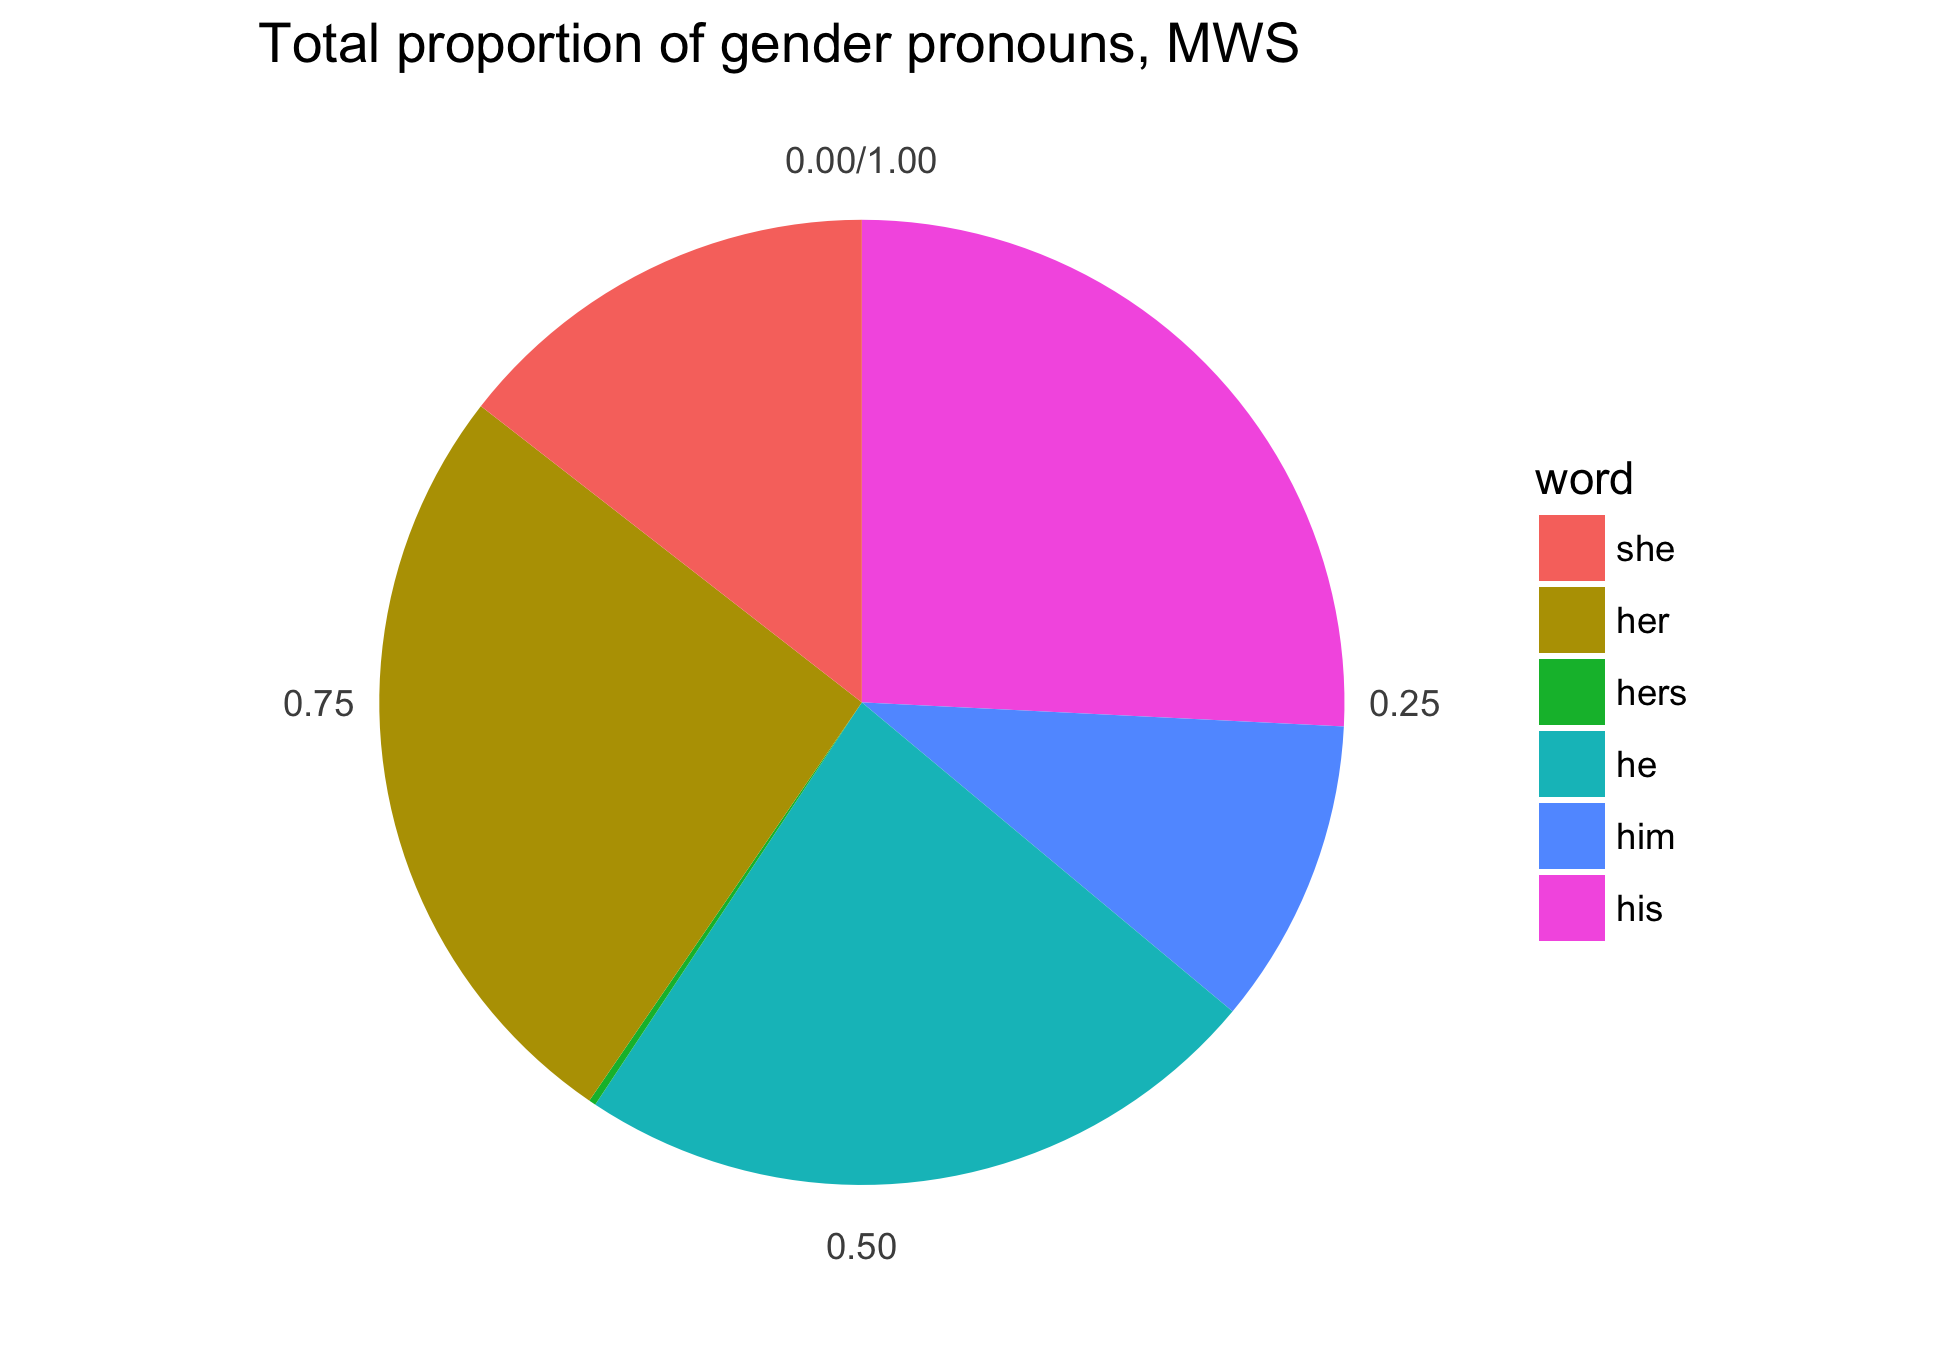 Total proportion of gender pronouns, MWS
0.00/1.00
0.25
0.50
0.75
word
she
her
hers
he
him
his